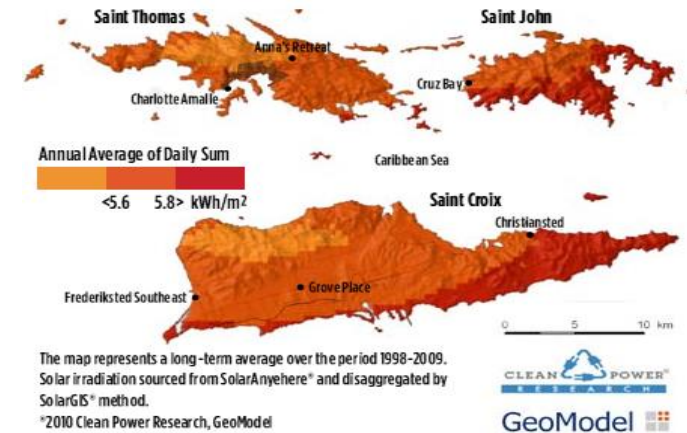 Saint Thomas
Saint John
Anna's Retreat
Cruz Bay
Charlotte Amalie
Annual Average of Daily Sum
<5.6 5.8> kWh/m²
Caribbean Sea
Saint Croix
Christiansted
Grove Place
Frederiksted Southeast
0 5 10 km
The map represents a long-term average over the period 1998-2009.
Solar irradiation sourced from SolarAnyehere® and disaggregated by
SolarGIS® method.
©2010 Clean Power Research, GeoModel
CLEAN POWER®
RESEARCH
GeoModel